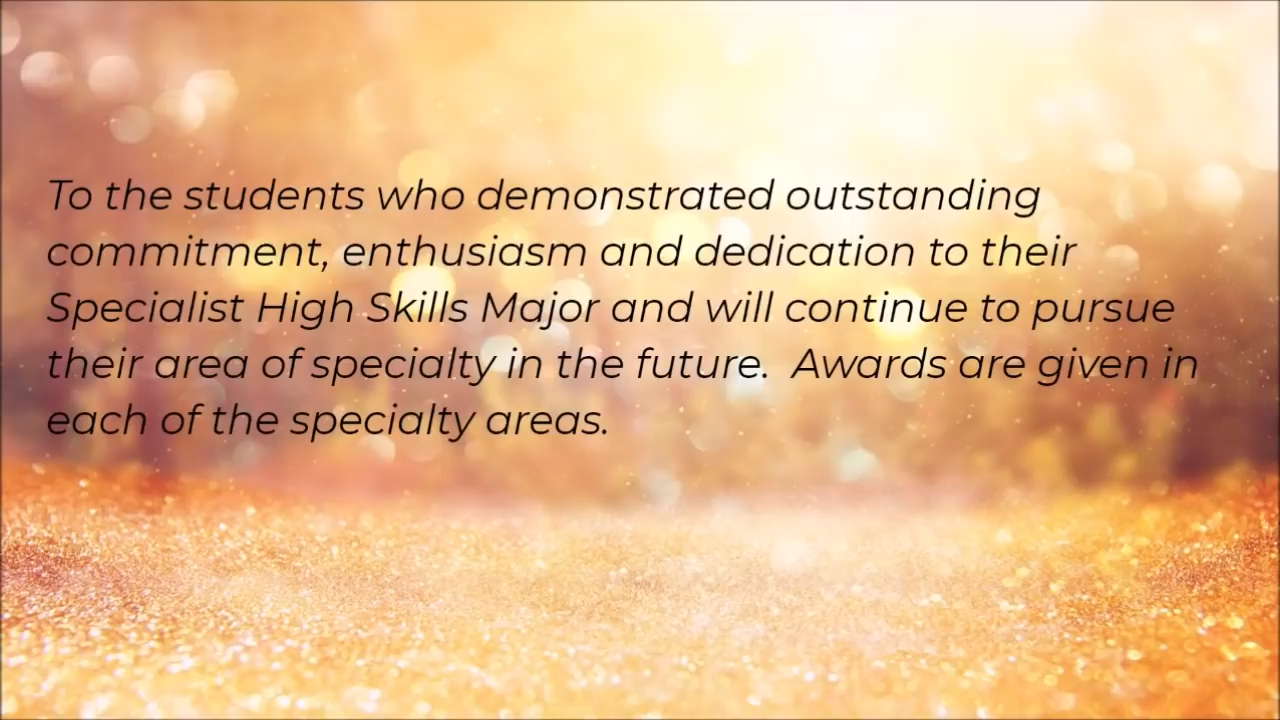 To the students who demonstrated outstanding
commitment, enthusiasm and dedication to their
Specialist High Skills Major and will continue to pursue
their area of specialty in the future.  Awards are given in
each of the specialty areas.